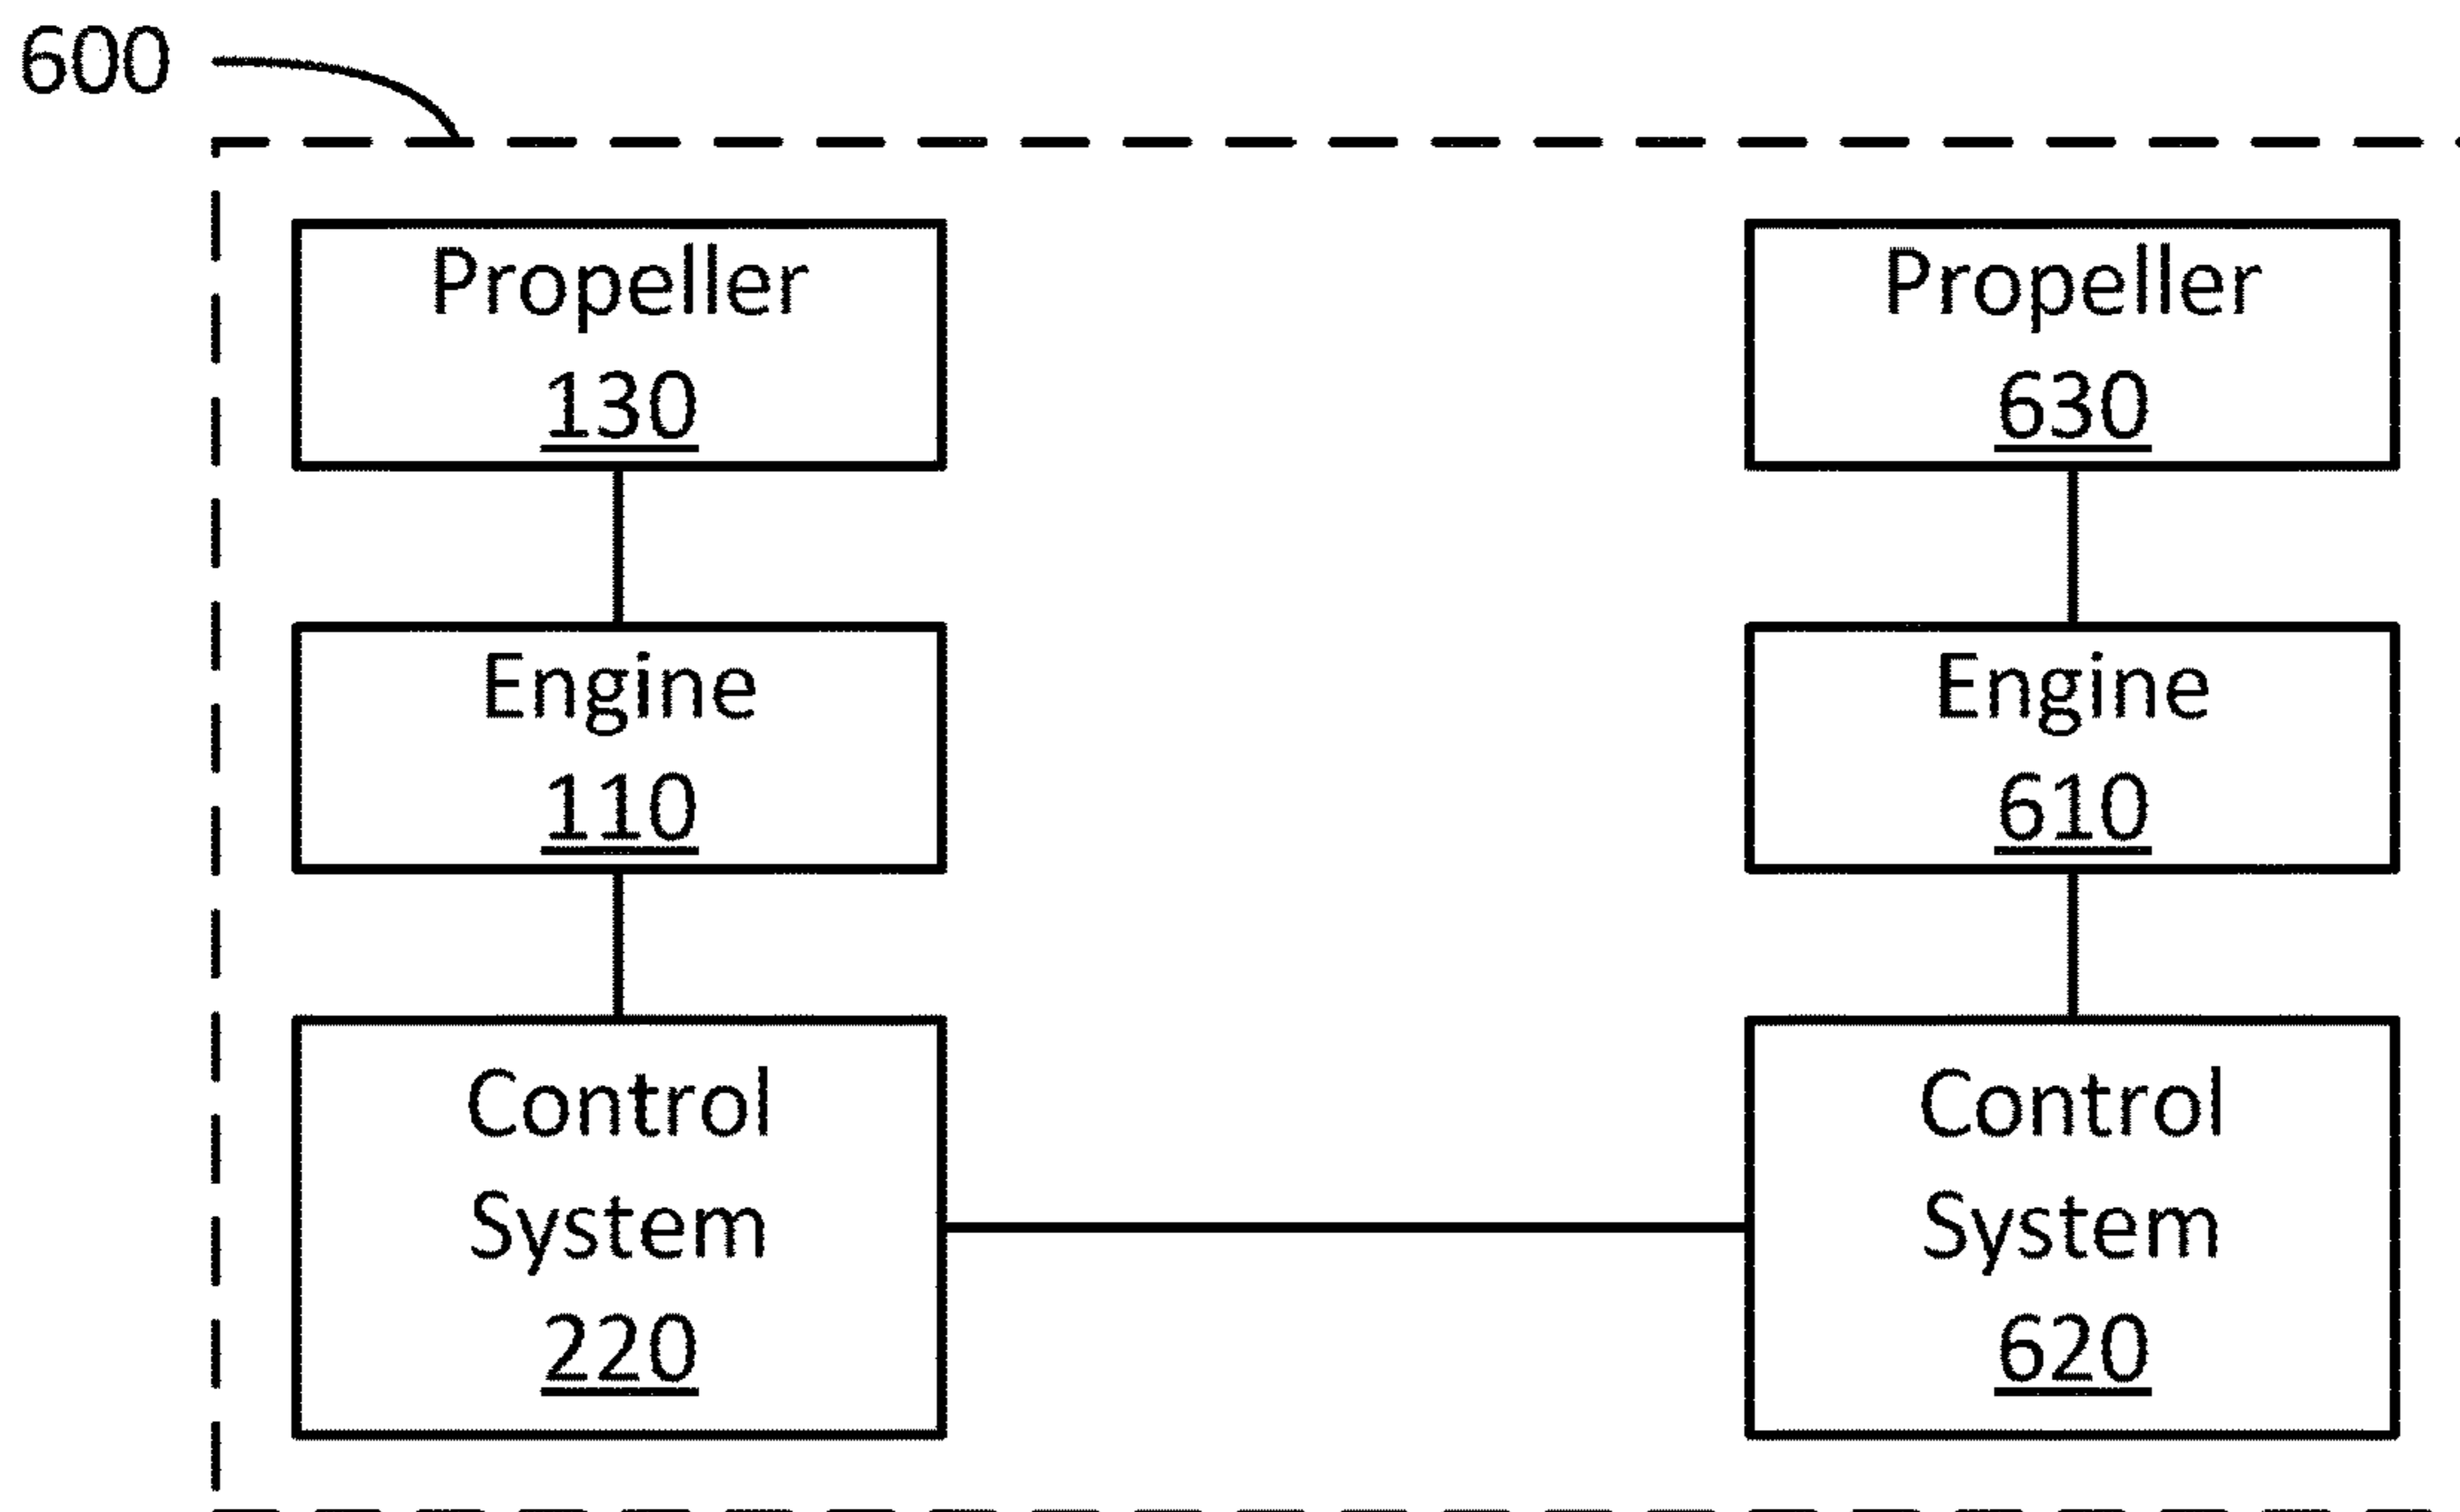 600
Propeller
130
Propeller
630
Engine
110
Engine
610
Control
System
220
Control
System
620